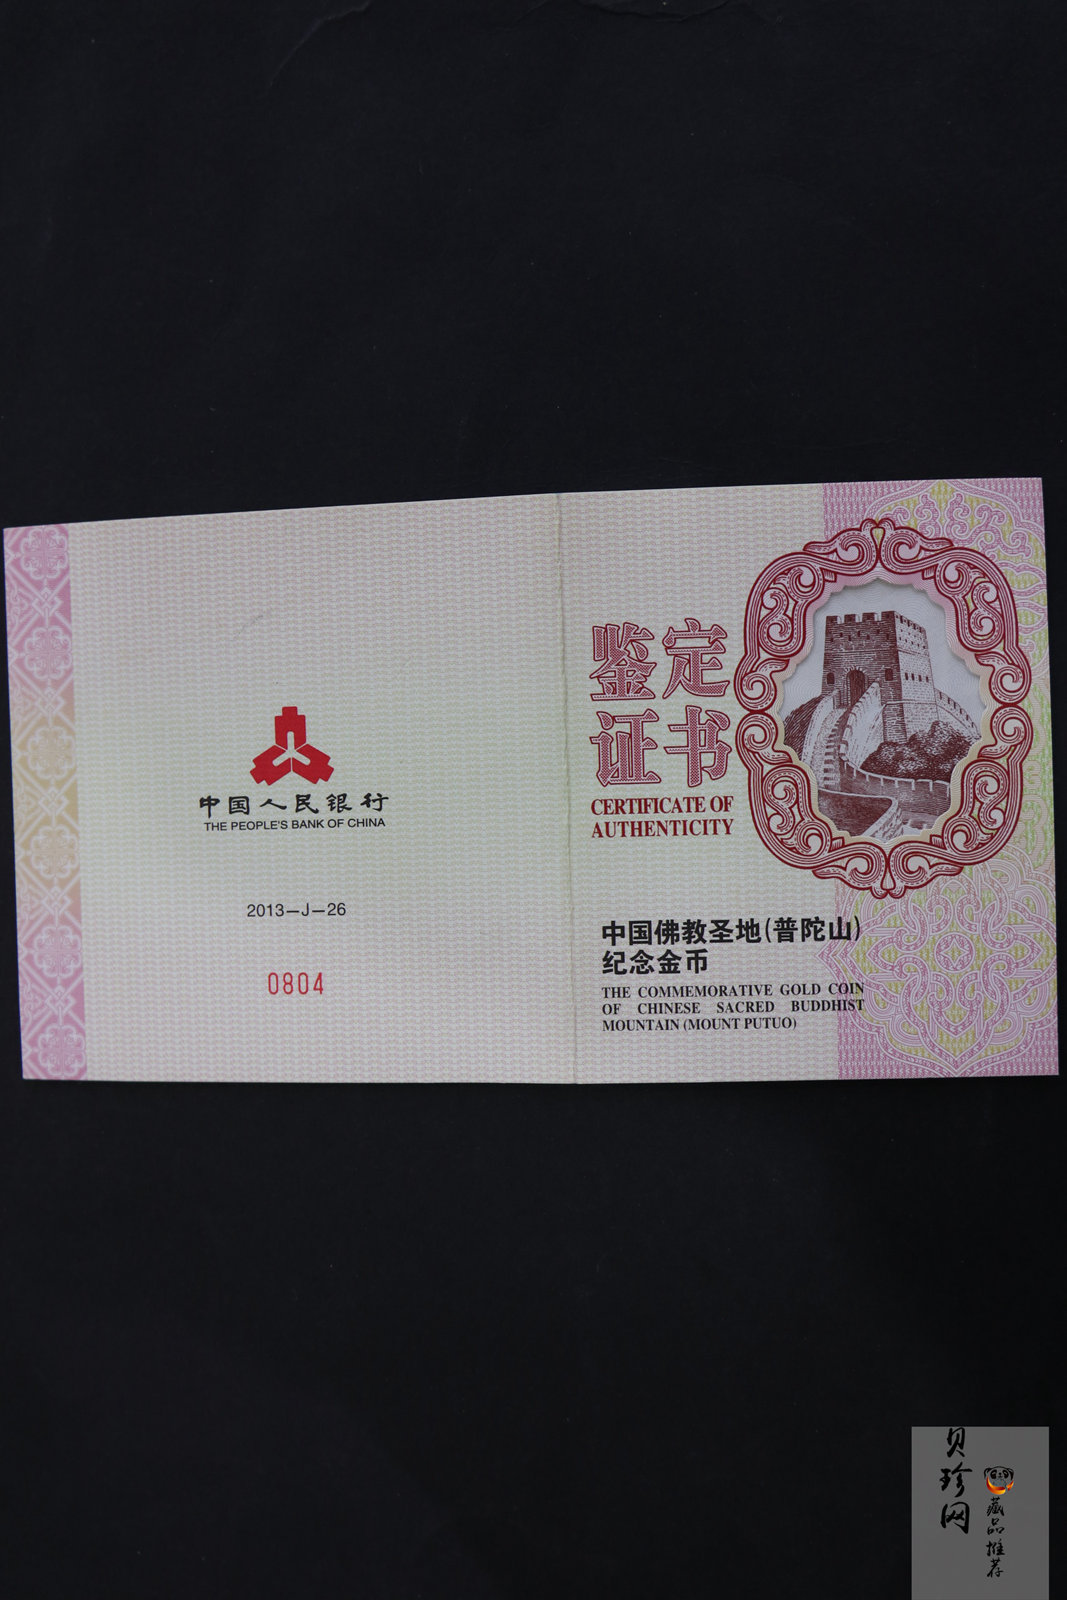 中国人民银行
THE PEOPLE'S BANK OF CHINA
2013－J－26
0804
鉴定
证书
CERTIFICATE OF
AUTHENTICITY
中国佛教圣地(普陀山)
纪念金币
THE COMMEMORATIVE GOLD COIN
OF CHINESE SACRED BUDDHIST
MOUNTAIN (MOUNT PUTUO)
贝珍网
藏品推荐